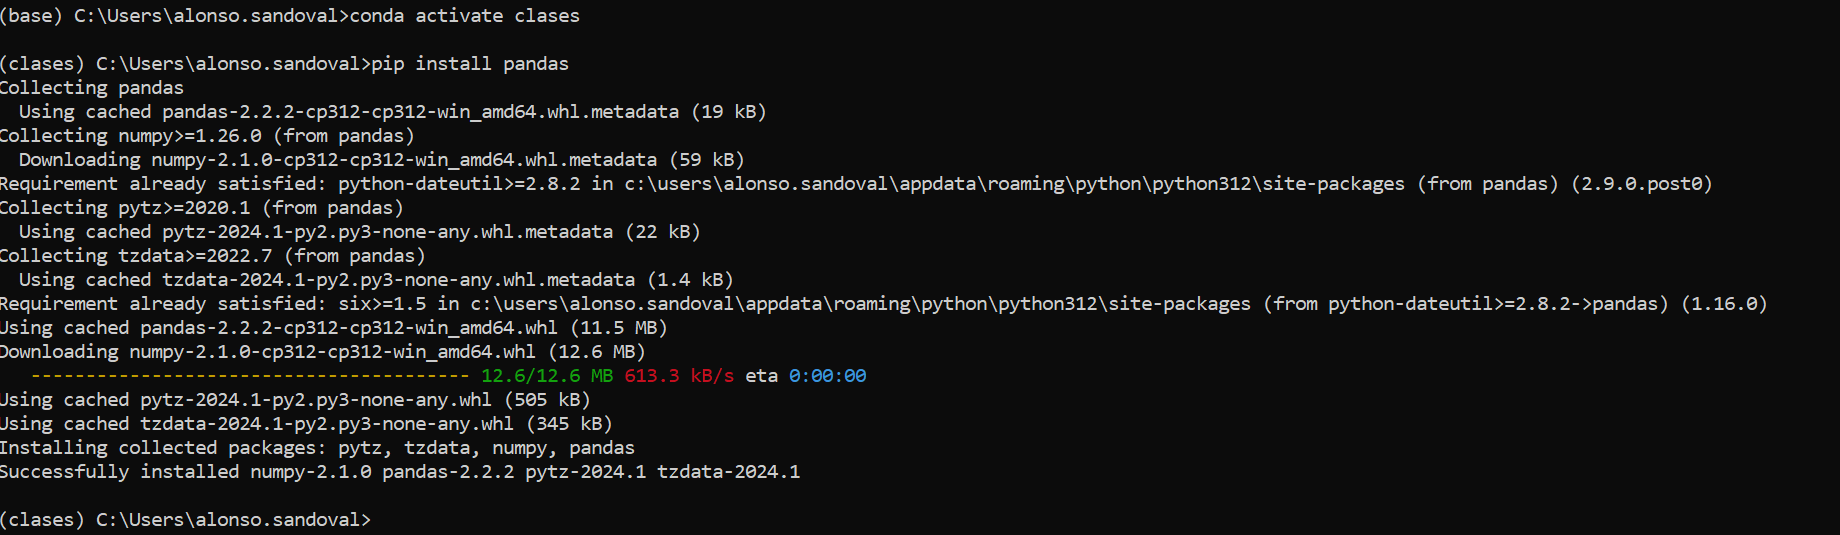 (base) C:\Users\alonso.sandoval>conda activate clases
(clases) C:\Users\alonso.sandoval>pip install pandas
Collecting pandas
  Using cached pandas-2.2.2-cp312-cp312-win_amd64.whl.metadata (19 kB)
Collecting numpy>=1.26.0 (from pandas)
  Downloading numpy-2.1.0-cp312-cp312-win_amd64.whl.metadata (59 kB)
Requirement already satisfied: python-dateutil>=2.8.2 in c:\users\alonso.sandoval\appdata\roaming\python\python312\site-packages (from pandas) (2.9.0.post0)
Collecting pytz>=2020.1 (from pandas)
  Using cached pytz-2024.1-py2.py3-none-any.whl.metadata (22 kB)
Collecting tzdata>=2022.7 (from pandas)
  Using cached tzdata-2024.1-py2.py3-none-any.whl.metadata (1.4 kB)
Requirement already satisfied: six>=1.5 in c:\users\alonso.sandoval\appdata\roaming\python\python312\site-packages (from python-dateutil>=2.8.2->pandas) (1.16.0)
Using cached pandas-2.2.2-cp312-cp312-win_amd64.whl (11.5 MB)
Downloading numpy-2.1.0-cp312-cp312-win_amd64.whl (12.6 MB)
   ---------------------------------------- 12.6/12.6 MB 613.3 kB/s eta 0:00:00
Using cached pytz-2024.1-py2.py3-none-any.whl (505 kB)
Using cached tzdata-2024.1-py2.py3-none-any.whl (345 kB)
Installing collected packages: pytz, tzdata, numpy, pandas
Successfully installed numpy-2.1.0 pandas-2.2.2 pytz-2024.1 tzdata-2024.1
(clases) C:\Users\alonso.sandoval>